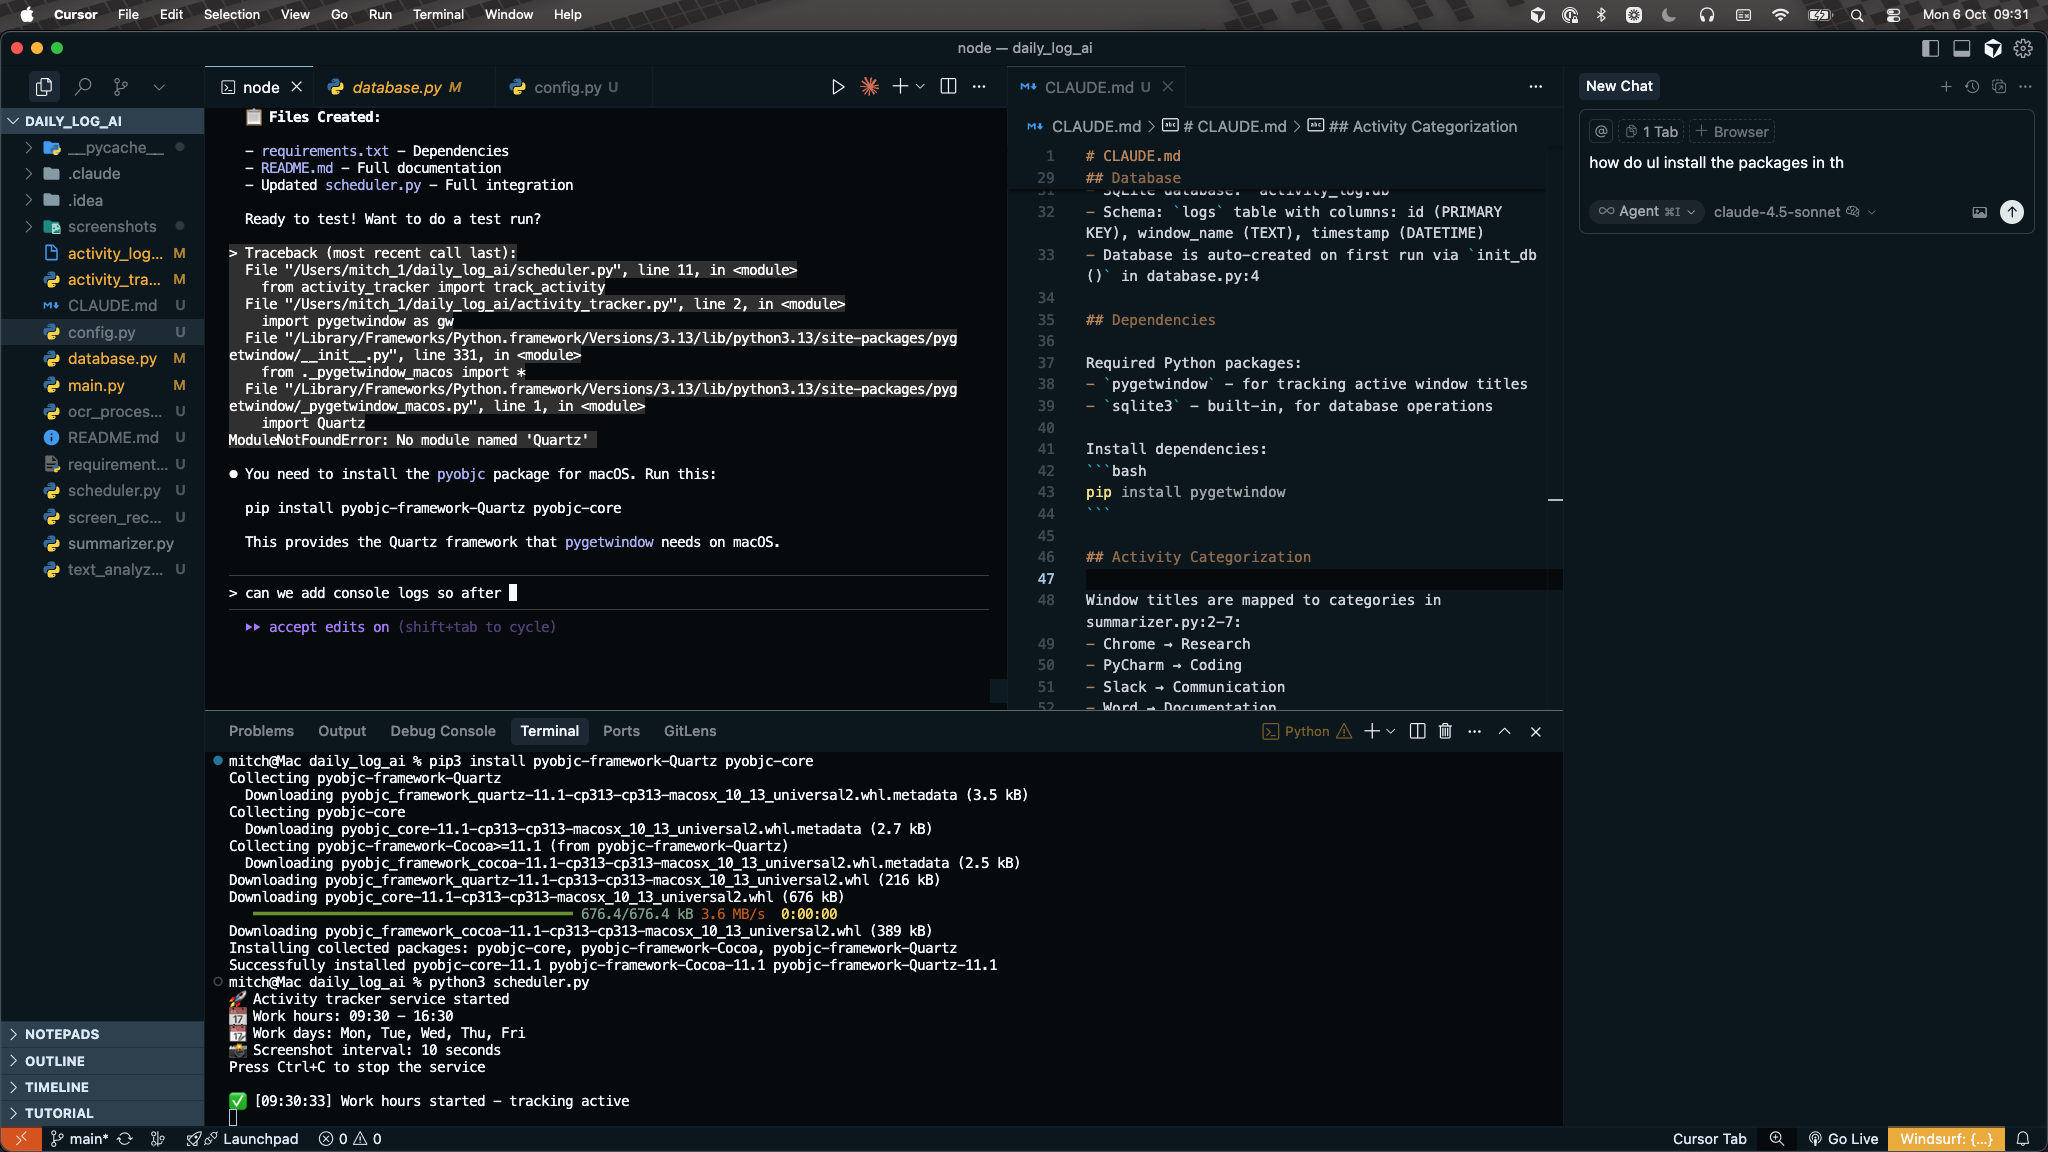 Cursor File Edit Selection View Go Run Terminal Window Help
Mon 6 Oct 09:31
node — daily_log_ai
node
database.py M
config.py U
CLAUDE.md U
New Chat
DAILY_LOG_AI
__pycache__
.claude
.idea
screenshots
activity_log... M
activity_tra... M
CLAUDE.md U
config.py U
database.py M
main.py M
ocr_proces... U
README.md U
requirement... U
scheduler.py U
screen_rec... U
summarizer.py
text_analyz... U
NOTEPADS
OUTLINE
TIMELINE
TUTORIAL
Files Created:
- requirements.txt - Dependencies
- README.md - Full documentation
- Updated scheduler.py - Full integration
Ready to test! Want to do a test run?
> Traceback (most recent call last):
File "/Users/mitch_1/daily_log_ai/scheduler.py", line 11, in <module>
from activity_tracker import track_activity
File "/Users/mitch_1/daily_log_ai/activity_tracker.py", line 2, in <module>
import pygetwindow as gw
File "/Library/Frameworks/Python.framework/Versions/3.13/lib/python3.13/site-packages/pyg
etwindow/__init__.py", line 331, in <module>
from ._pygetwindow_macos import *
File "/Library/Frameworks/Python.framework/Versions/3.13/lib/python3.13/site-packages/pyg
etwindow/_pygetwindow_macos.py", line 1, in <module>
import Quartz
ModuleNotFoundError: No module named 'Quartz'
● You need to install the pyobjc package for macOS. Run this:
pip install pyobjc-framework-Quartz pyobjc-core
This provides the Quartz framework that pygetwindow needs on macOS.
> can we add console logs so after
accept edits on (shift+tab to cycle)
CLAUDE.md > # CLAUDE.md > ## Activity Categorization
1 # CLAUDE.md
29 ## Database
31 - SQLite database: `activity_log.db`
32 - Schema: `logs` table with columns: id (PRIMARY
KEY), window_name (TEXT), timestamp (DATETIME)
33 - Database is auto-created on first run via `init_db
()` in database.py:4
34
35 ## Dependencies
36
37 Required Python packages:
38 - `pygetwindow` - for tracking active window titles
39 - `sqlite3` - built-in, for database operations
40
41 Install dependencies:
42 ```bash
43 pip install pygetwindow
44 ```
45
46 ## Activity Categorization
47
48 Window titles are mapped to categories in
summarizer.py:2-7:
49 - Chrome → Research
50 - PyCharm → Coding
51 - Slack → Communication
52 - Word → Documentation
@ 1 Tab + Browser
how do ul install the packages in th
Agent ⌘I
claude-4.5-sonnet
Problems Output Debug Console Terminal Ports GitLens
Python
mitch@Mac daily_log_ai % pip3 install pyobjc-framework-Quartz pyobjc-core
Collecting pyobjc-framework-Quartz
Downloading pyobjc_framework_quartz-11.1-cp313-cp313-macosx_10_13_universal2.whl.metadata (3.5 kB)
Collecting pyobjc-core
Downloading pyobjc_core-11.1-cp313-cp313-macosx_10_13_universal2.whl.metadata (2.7 kB)
Collecting pyobjc-framework-Cocoa>=11.1 (from pyobjc-framework-Quartz)
Downloading pyobjc_framework_cocoa-11.1-cp313-cp313-macosx_10_13_universal2.whl.metadata (2.5 kB)
Downloading pyobjc_framework_quartz-11.1-cp313-cp313-macosx_10_13_universal2.whl (216 kB)
Downloading pyobjc_core-11.1-cp313-cp313-macosx_10_13_universal2.whl (676 kB)
676.4/676.4 kB 3.6 MB/s 0:00:00
Downloading pyobjc_framework_cocoa-11.1-cp313-cp313-macosx_10_13_universal2.whl (389 kB)
Installing collected packages: pyobjc-core, pyobjc-framework-Cocoa, pyobjc-framework-Quartz
Successfully installed pyobjc-core-11.1 pyobjc-framework-Cocoa-11.1 pyobjc-framework-Quartz-11.1
mitch@Mac daily_log_ai % python3 scheduler.py
🚀 Activity tracker service started
📅 Work hours: 09:30 - 16:30
📆 Work days: Mon, Tue, Wed, Thu, Fri
📸 Screenshot interval: 10 seconds
Press Ctrl+C to stop the service
✅ [09:30:33] Work hours started - tracking active
main*
Launchpad
0 0
Cursor Tab
Go Live
Windsurf: {...}